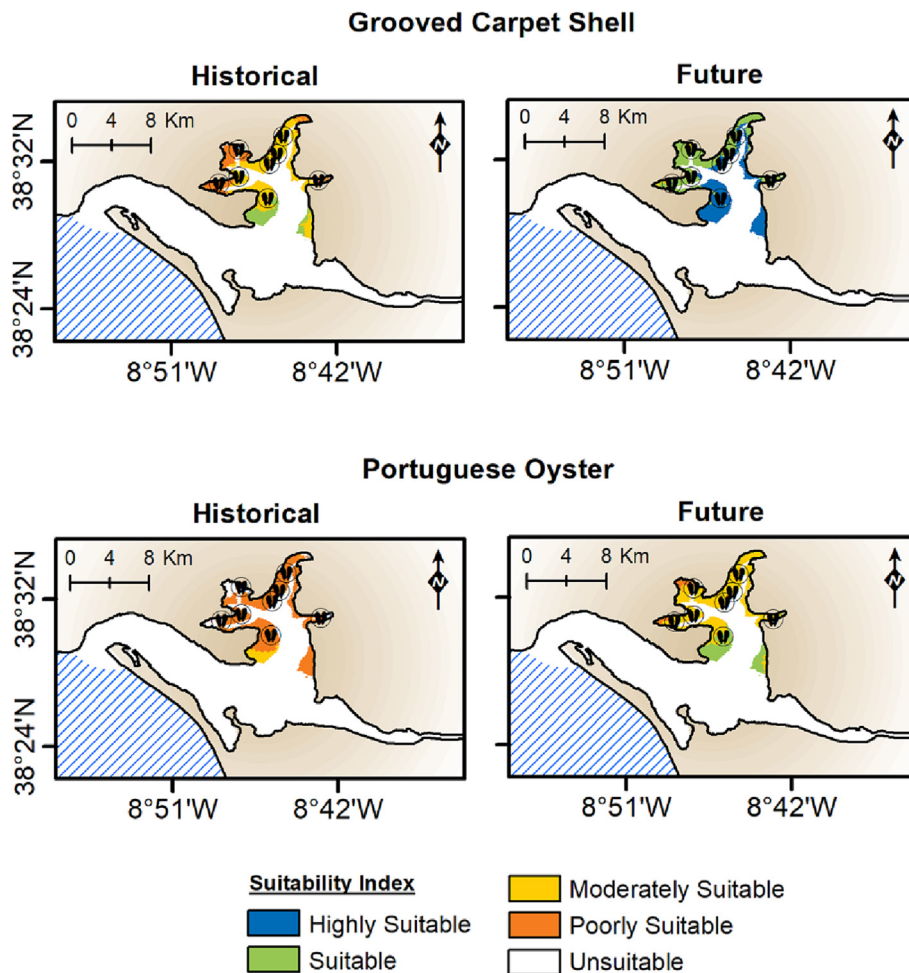 Grooved Carpet Shell
Historical
Future
0 4 8 Km
N
0 4 8 Km
N
38°32'N
38°24'N
8°51'W 8°42'W
8°51'W 8°42'W
Portuguese Oyster
Historical
Future
0 4 8 Km
N
0 4 8 Km
N
38°32'N
38°24'N
8°51'W 8°42'W
8°51'W 8°42'W
Suitability Index
Highly Suitable
Suitable
Moderately Suitable
Poorly Suitable
Unsuitable